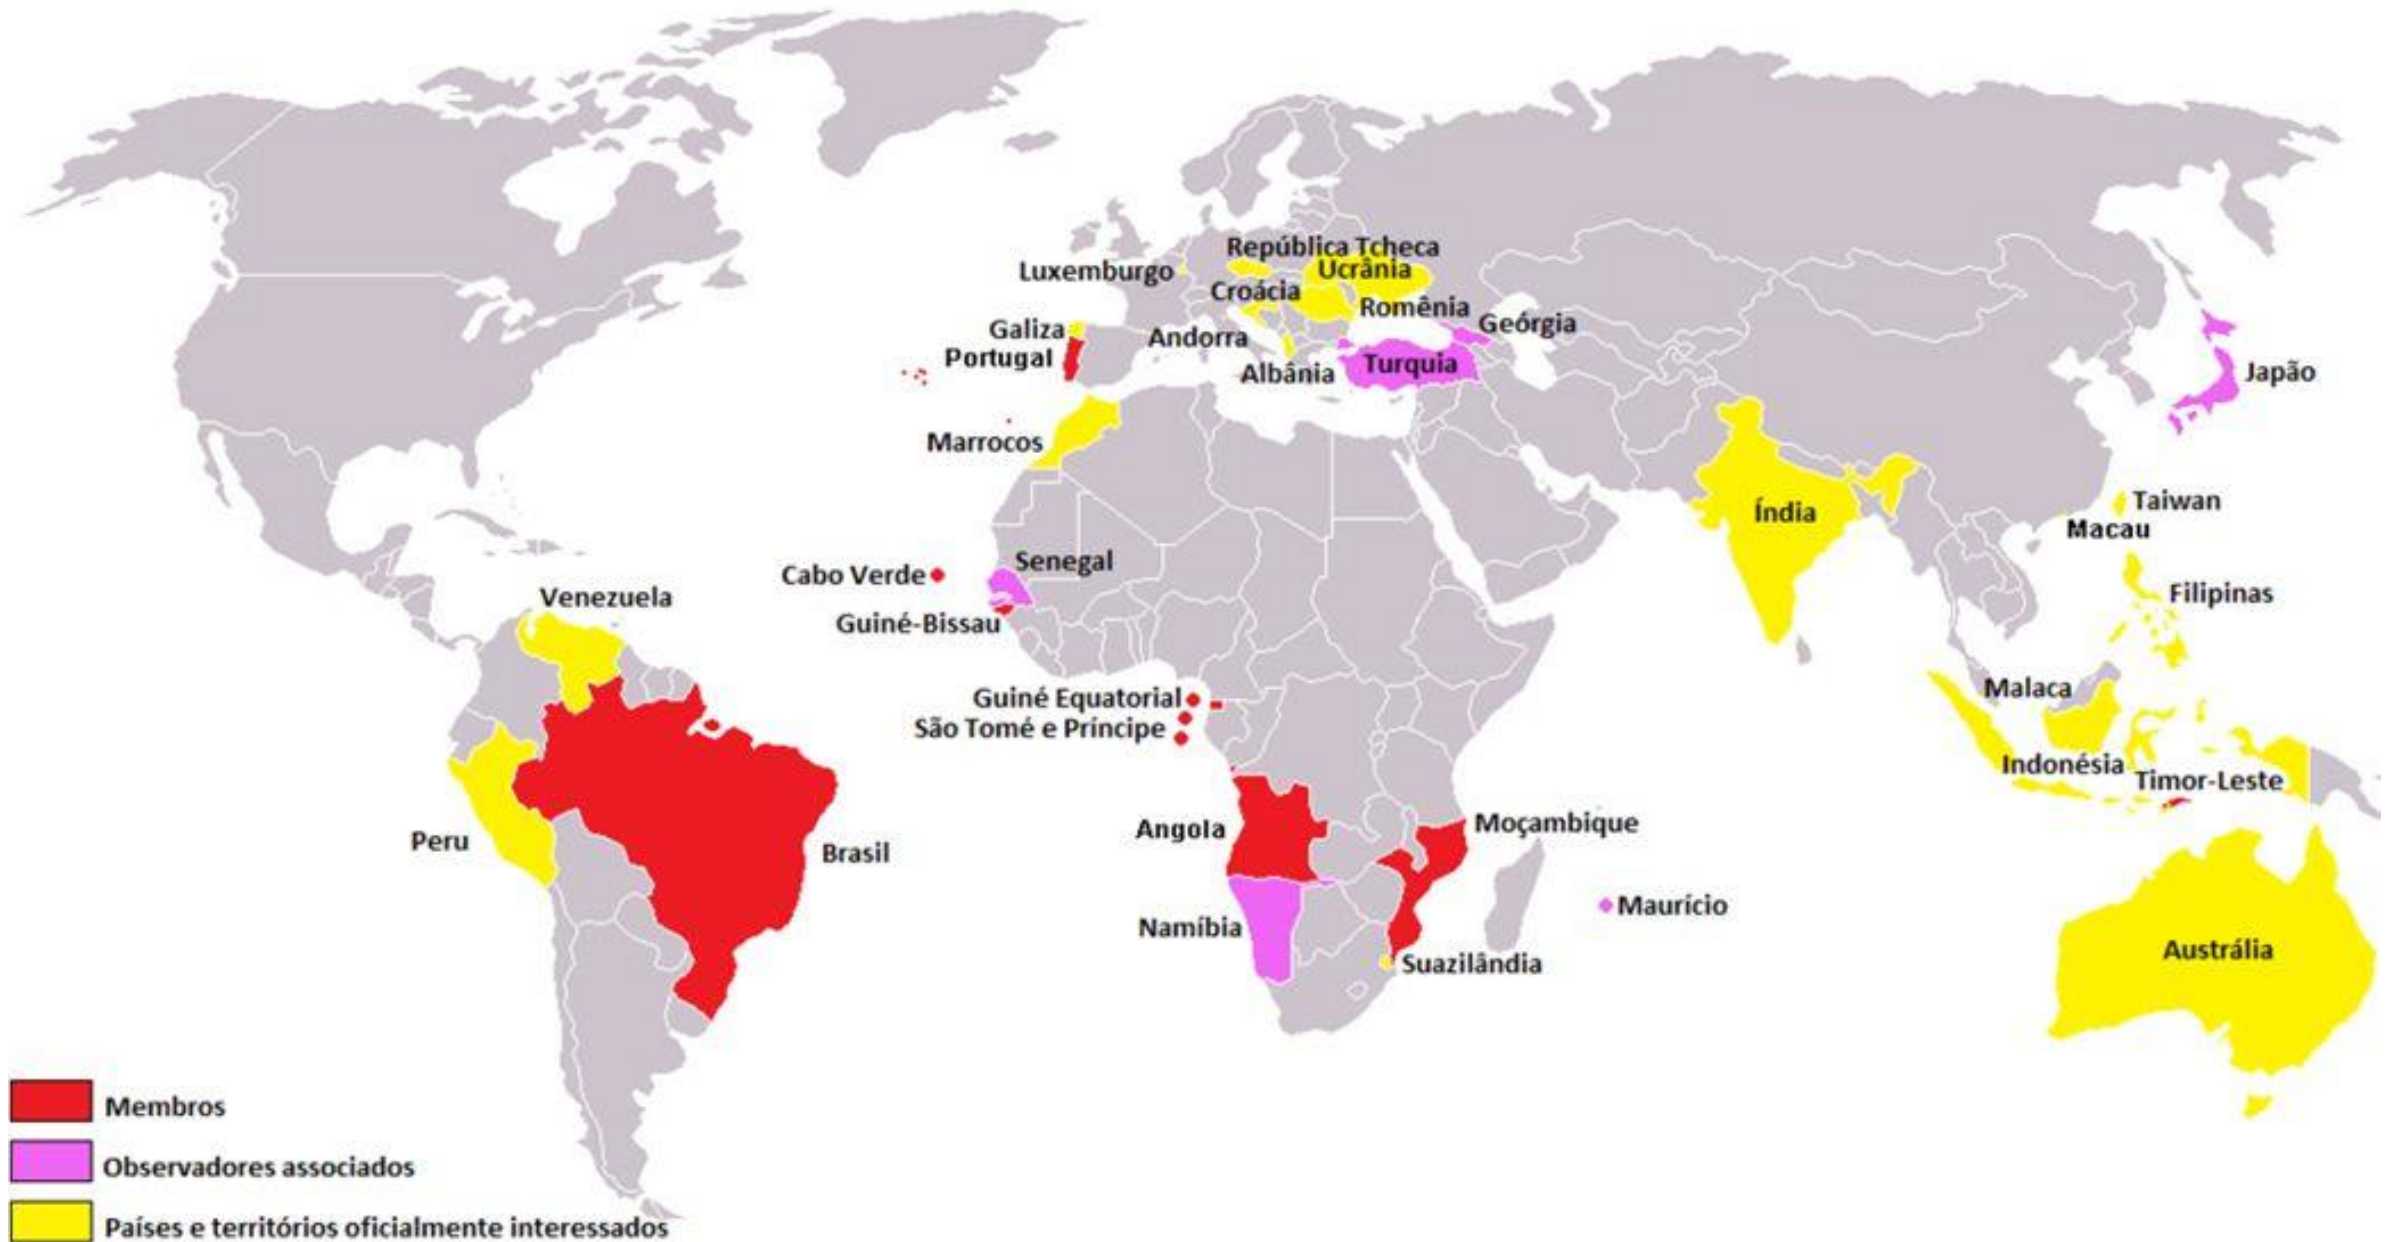 República Tcheca
Luxemburgo
Ucrânia
Croácia
Romênia
Galiza
Andorra
Geórgia
Portugal
Albânia
Turquia
Japão
Marrocos
Índia
Taiwan
Macau
Senegal
Cabo Verde
Venezuela
Filipinas
Guiné-Bissau
Malaca
Guiné Equatorial
São Tomé e Príncipe
Indonésia
Timor-Leste
Angola
Moçambique
Peru
Brasil
Maurício
Namíbia
Suazilândia
Austrália
Membros
Observadores associados
Países e territórios oficialmente interessados